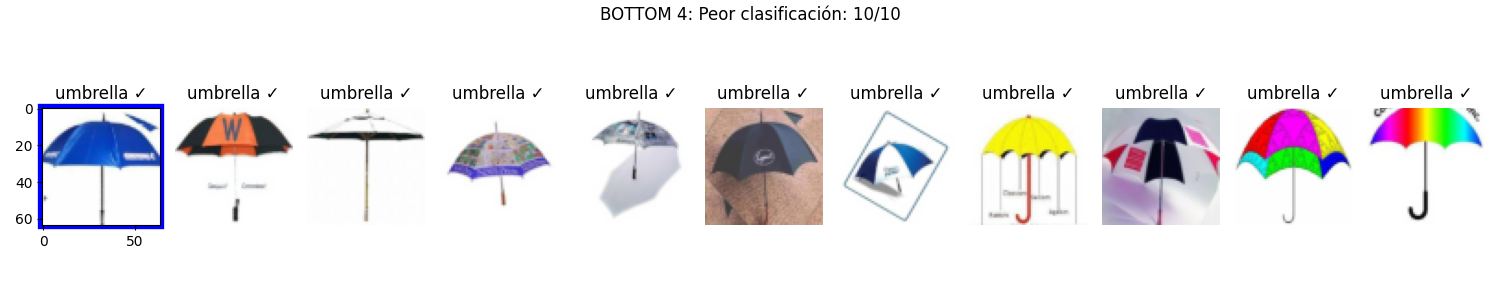 BOTTOM 4: Peor clasificación: 10/10
umbrella ✓ umbrella ✓ umbrella ✓ umbrella ✓ umbrella ✓ umbrella ✓ umbrella ✓ umbrella ✓ umbrella ✓ umbrella ✓ umbrella ✓
0
20
40
60
0 50
W